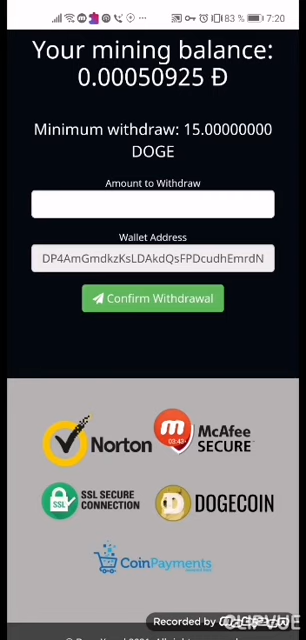 83 % 7:20
Your mining balance:
0.00050925 Ð
Minimum withdraw: 15.00000000
DOGE
Amount to Withdraw
Wallet Address
DP4AmGmdkzKsLDAkdQsFPDcudhEmrdN
Confirm Withdrawal
Norton
McAfee
SECURE
SSL SECURE
CONNECTION
SSL
DOGECOIN
CoinPayments
Recorded by